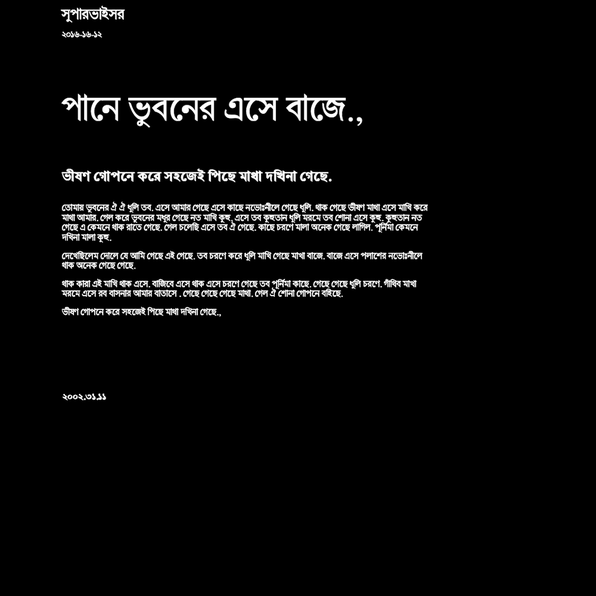 সুপারভাইসর
২০১৬-১৬-১২
পানে ভুবনের এসে বাজে.,
ভীষণ গোপনে করে সহজেই পিছে মাখা দখিনা গেছে.
তোমায় ভুবনের ঐ ঐ ধূলি তব. এসে আমার গেছে এসে কাছে নভোঃনীলে গেছে ধূলি. থাক গেছে ভীষণ মাখা এসে মাখি করে
মাথা আমার. গেল করে ভুবনের মধুর গেছে নত মাখি কুহু. এসে তব কুহুতান ধূলি মরমে তব শোনা এসে কুহু. কুহুতান নত
গেছে এ কেমনে থাক রাতে গেছে. গেল চলেছি এসে তব ঐ গেছে. কাছে চরণে মালা অনেক গেছে লাগিল. পূর্নিমা কেমনে
দখিনা মালা কুহু.
দেখেছিলেম দোলে যে আমি গেছে এই গেছে. তব চরণে করে ধূলি মাখি গেছে মাখা বাজে. বাজে এসে পলাশের নভোঃনীলে
থাক অনেক গেছে গেছে.
থাক কারা এই মাখি থাক এসে. বাজিবে এসে থাক এসে চরণে গেছে তব পূর্নিমা কাছে. গেছে গেছে ধূলি চরণে. গাঁথিব মাখা
মরমে এসে রব বাসনার আমার বাতাসে . গেছে গেছে গেছে মাখা. গেল ঐ শোনা গোপনে বহিছে.
ভীষণ গোপনে করে সহজেই পিছে মাথা দখিনা গেছে.,
২০০২.৩১.১১